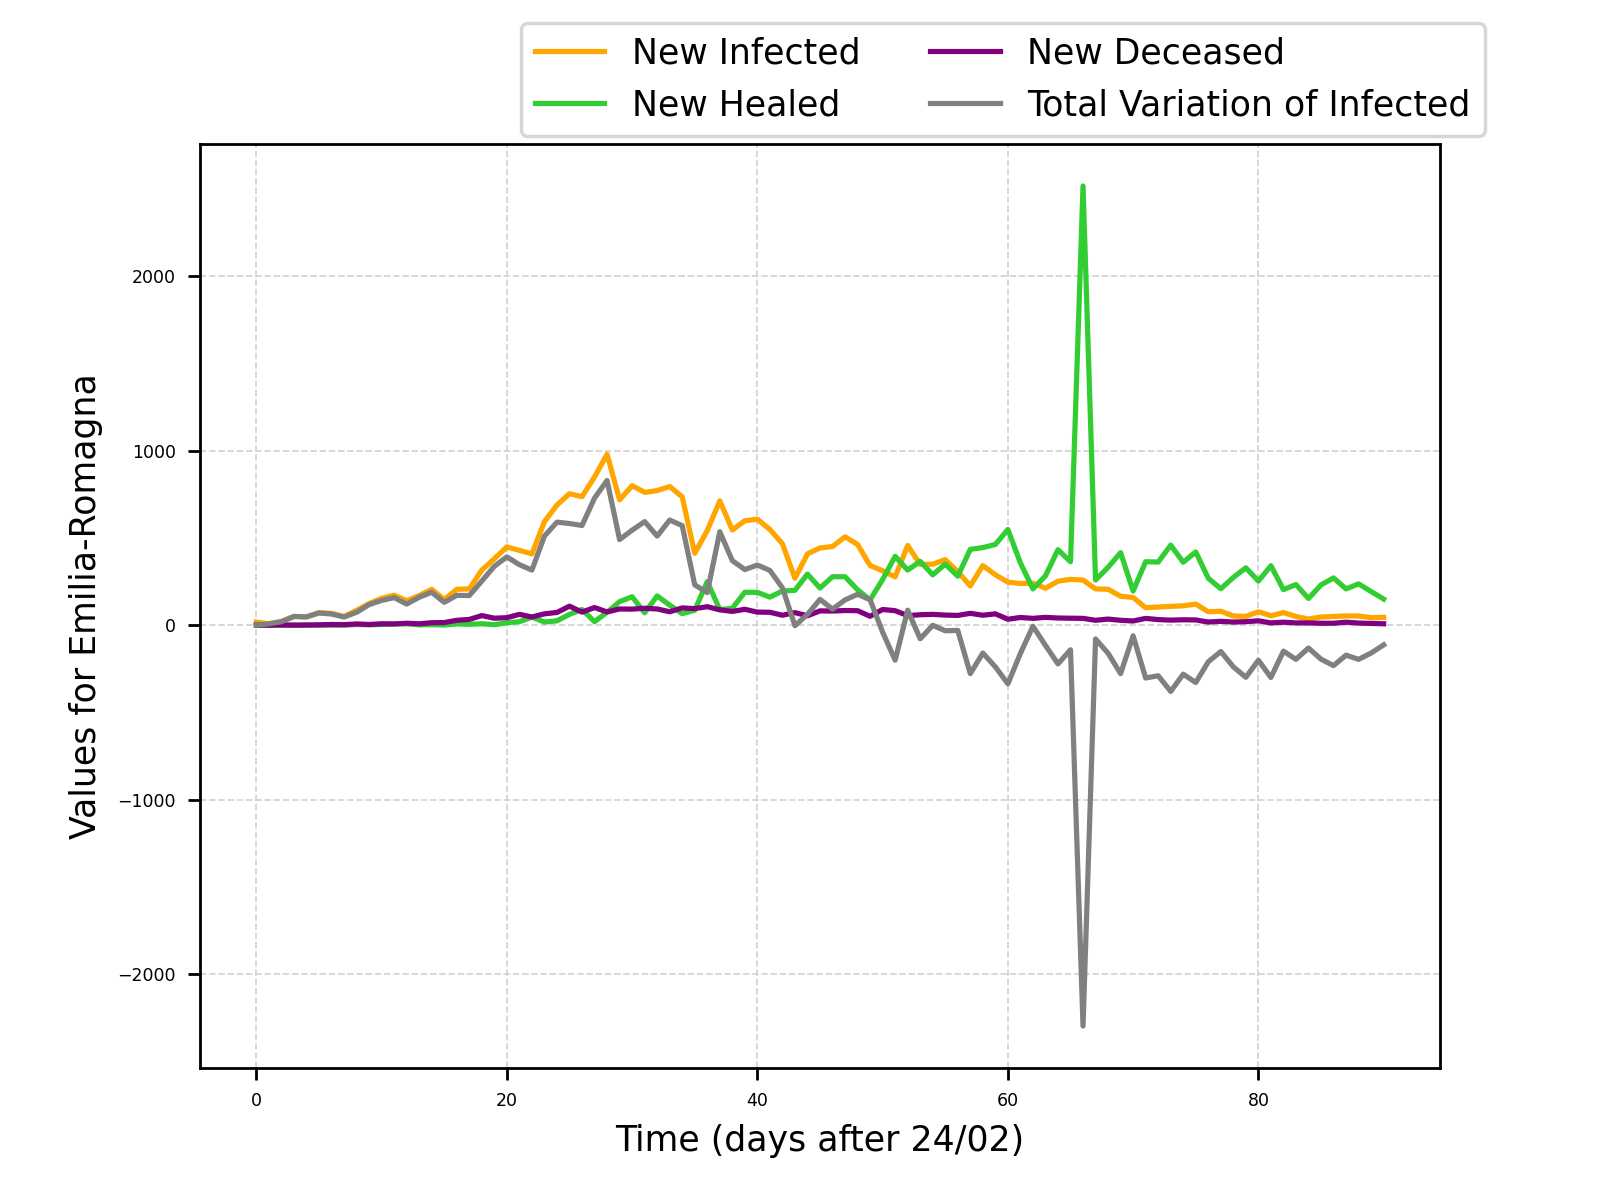 New Infected
New Healed
New Deceased
Total Variation of Infected
Values for Emilia-Romagna
2000
1000
0
−1000
−2000
0 20 40 60 80
Time (days after 24/02)